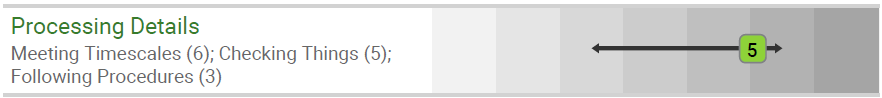 Processing Details
Meeting Timescales (6); Checking Things (5);
Following Procedures (3)
5